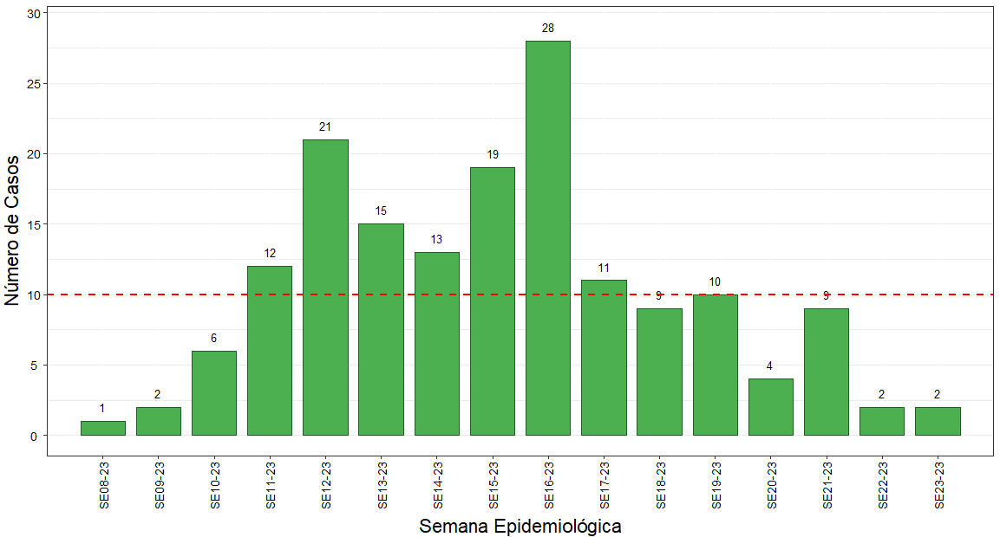 Número de Casos
30
25
20
15
10
5
0
1
2
6
12
21
15
13
19
28
11
9
10
4
9
2
2
SE08-23
SE09-23
SE10-23
SE11-23
SE12-23
SE13-23
SE14-23
SE15-23
SE16-23
SE17-23
SE18-23
SE19-23
SE20-23
SE21-23
SE22-23
SE23-23
Semana Epidemiológica